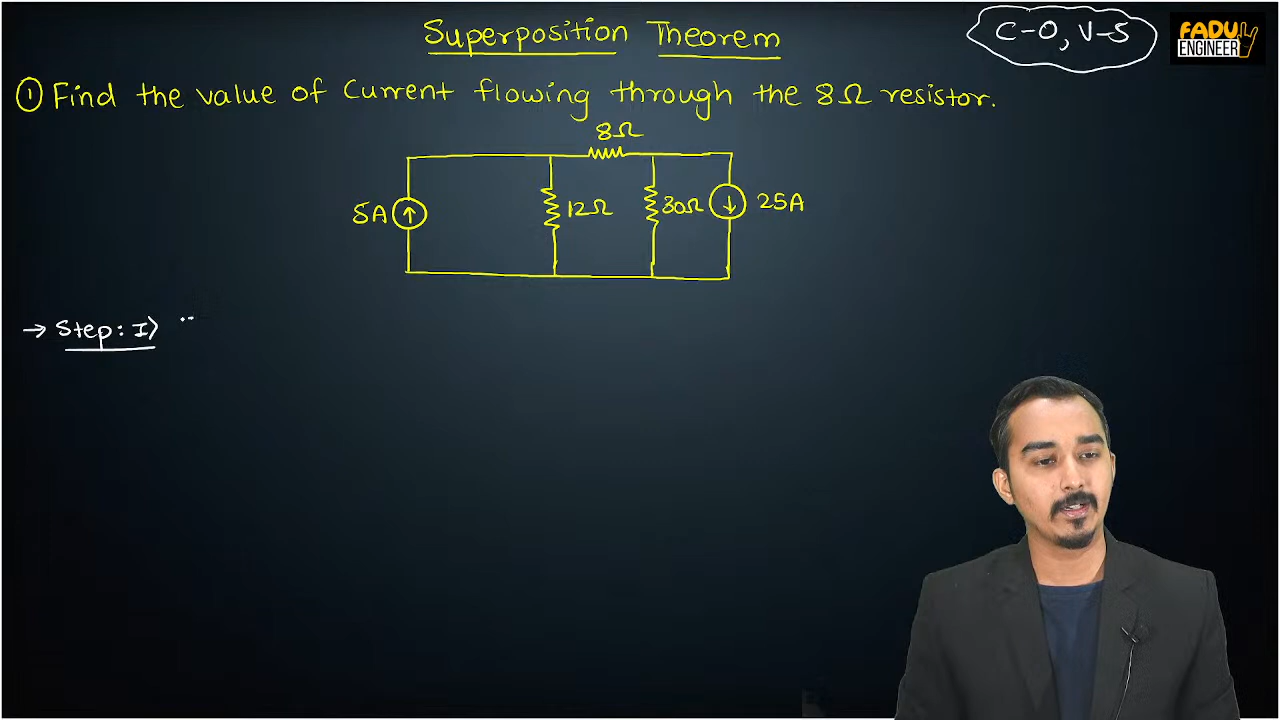 Superposition Theorem
C-O, V-S
FADU
ENGINEER
① Find the value of Current flowing through the 8Ω resistor.
8Ω
5A
12Ω
30Ω
25A
→ Step: I)